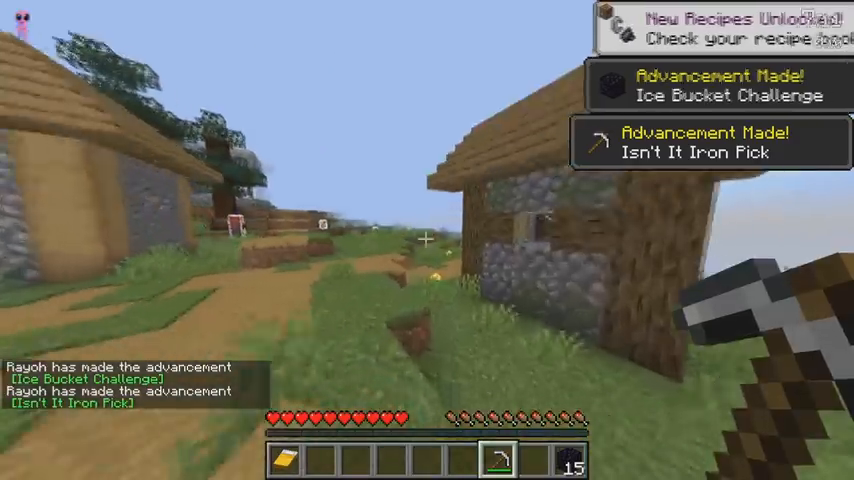 New Recipes Unlocked!
Check your recipe book
Advancement Made!
Ice Bucket Challenge
Advancement Made!
Isn't It Iron Pick
Rayoh has made the advancement
[Ice Bucket Challenge]
Rayoh has made the advancement
[Isn't It Iron Pick]
15